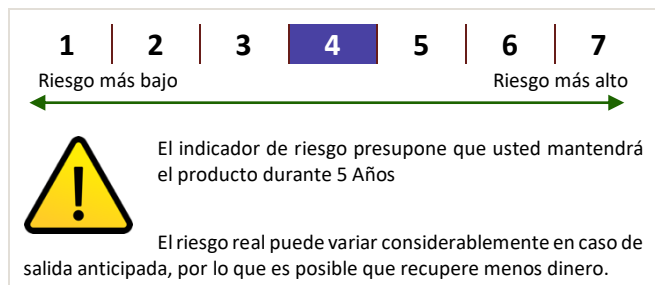 1 2 3 4 5 6 7
Riesgo más bajo Riesgo más alto
El indicador de riesgo presupone que usted mantendrá
el producto durante 5 Años
El riesgo real puede variar considerablemente en caso de
salida anticipada, por lo que es posible que recupere menos dinero.